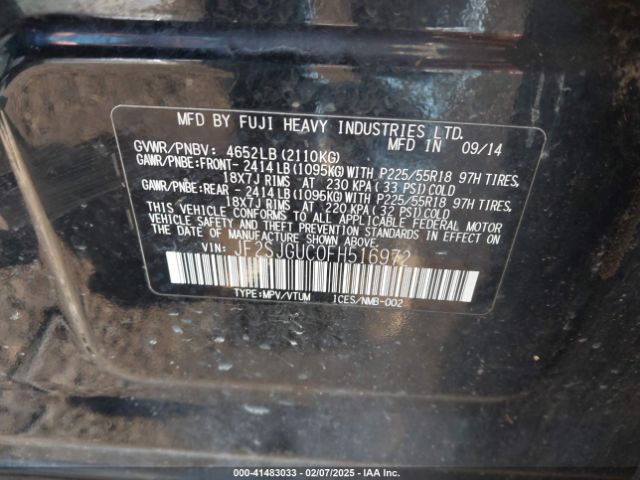 MFD BY FUJI HEAVY INDUSTRIES LTD.
GVWR/PNBV: 4652LB (2110KG) MFD IN 09/14
GAWR/PNBE:FRONT-2414LB(1095KG)WITH P225/55R18 97H TIRES,
18X7J RIMS AT 230 KPA(33 PSI)COLD
GAWR/PNBE:REAR -2414LB(1095KG)WITH P225/55R18 97H TIRES,
18X7J RIMS AT 220 KPA(32 PSI)COLD
THIS VEHICLE CONFORMS TO ALL APPLICABLE FEDERAL MOTOR
VEHICLE SAFETY AND THEFT PREVENTION STANDARDS IN EFFECT ON
THE DATE OF MANUFACTURE SHOWN ABOVE.
VIN: JF2SJGUC0FH516972
TYPE:MPV/VTUM ICES/NMB-002
000-41483033 - 02/07/2025 - IAA Inc.